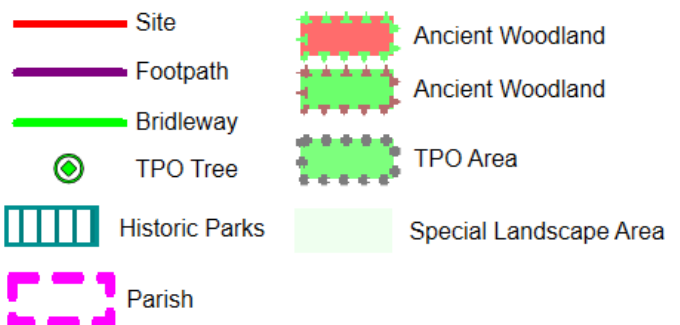 Site
Footpath
Bridleway
TPO Tree
Historic Parks
Parish
Ancient Woodland
Ancient Woodland
TPO Area
Special Landscape Area